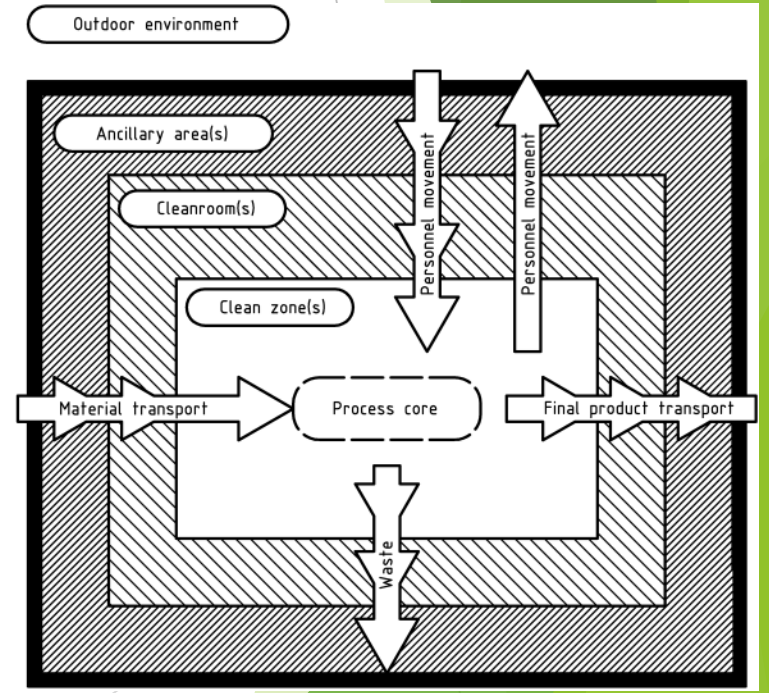 Outdoor environment
Ancillary area(s)
Cleanroom(s)
Clean zone(s)
Personnel movement
Personnel movement
Material transport
Process core
Final product transport
Waste